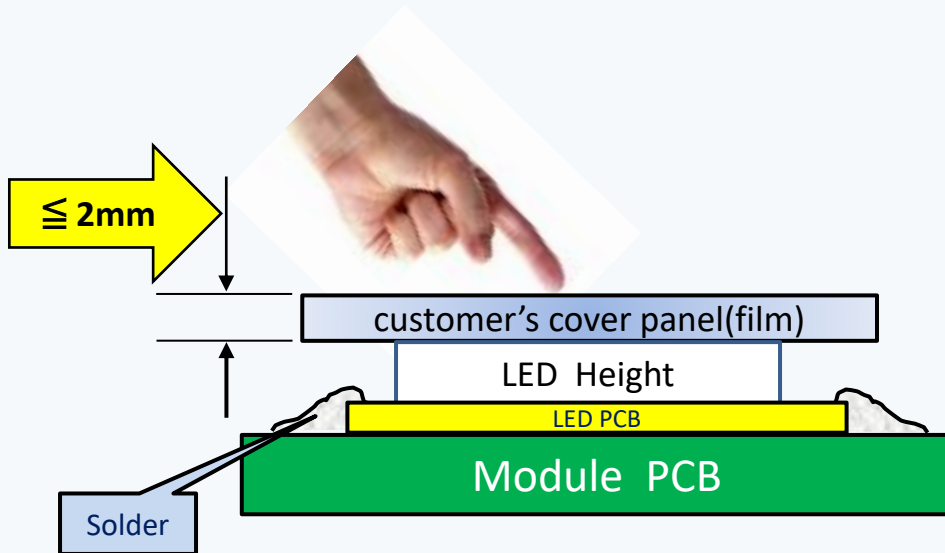 ≦ 2mm
customer’s cover panel(film)
LED Height
LED PCB
Module PCB
Solder